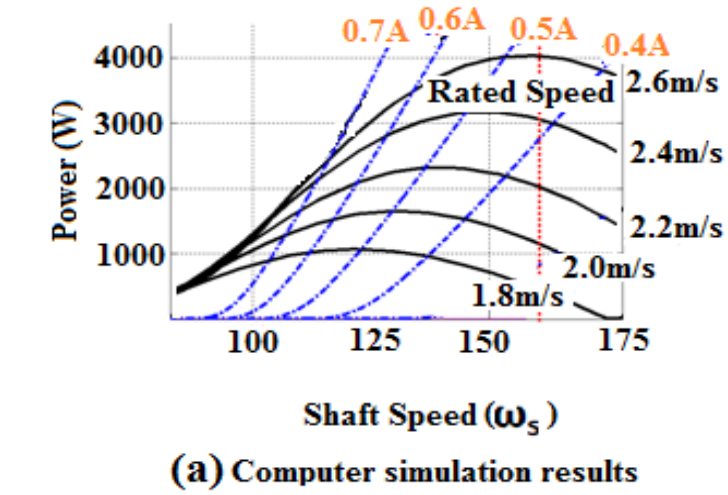 0.7A 0.6A 0.5A 0.4A
4000
Rated Speed
2.6m/s
3000
2.4m/s
2000
2.2m/s
1000
2.0m/s
1.8m/s
Power (W)
100 125 150 175
Shaft Speed (ωs )
(a) Computer simulation results